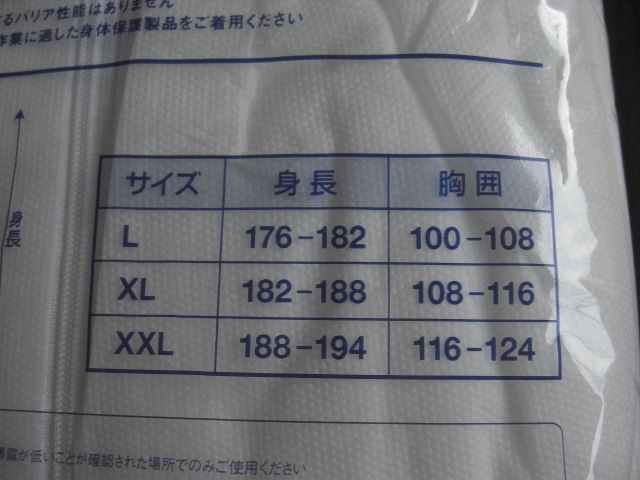 るバリア性能はありません
作業に適した身体保護製品をご着用ください
身長
サイズ 身長 胸囲
L 176-182 100-108
XL 182-188 108-116
XXL 188-194 116-124
が低いことが確認された場所でのみご使用ください